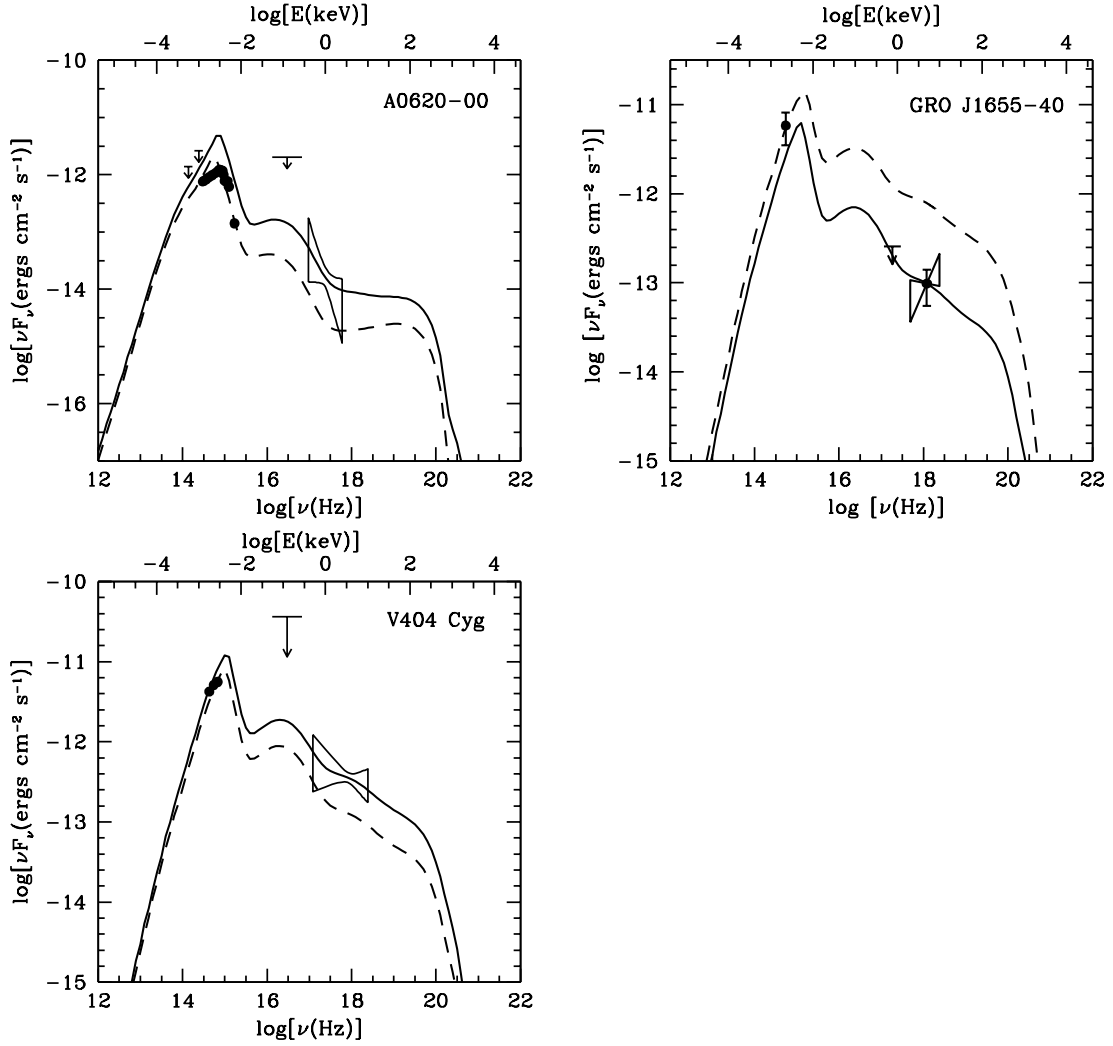 log[E(keV)]
−4 −2 0 2 4
−10
−12
−14
−16
log[νFν(ergs cm⁻² s⁻¹)]
A0620−00
12 14 16 18 20 22
log[ν(Hz)]
log[E(keV)]
−4 −2 0 2 4
−11
−12
−13
−14
−15
log [νFν(ergs cm⁻² s⁻¹)]
GRO J1655−40
12 14 16 18 20 22
log [ν(Hz)]
log[E(keV)]
−4 −2 0 2 4
−10
−11
−12
−13
−14
−15
log[νFν(ergs cm⁻² s⁻¹)]
V404 Cyg
12 14 16 18 20 22
log[ν(Hz)]